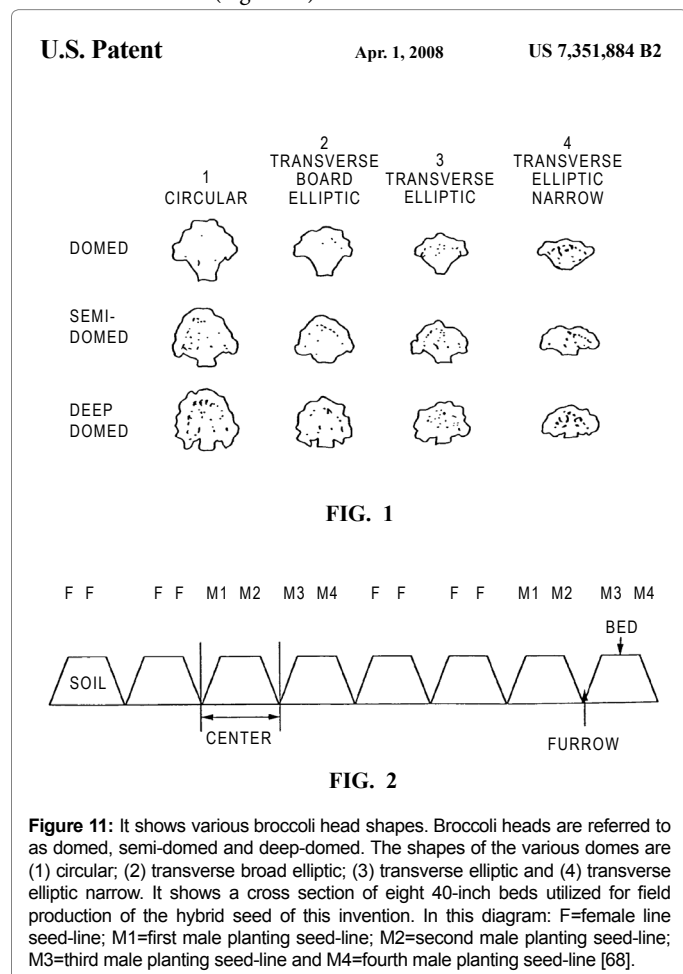 U.S. Patent Apr. 1, 2008 US 7,351,884 B2
1
CIRCULAR
2
TRANSVERSE
BOARD
ELLIPTIC
3
TRANSVERSE
ELLIPTIC
4
TRANSVERSE
ELLIPTIC
NARROW
DOMED
SEMI-
DOMED
DEEP
DOMED
FIG. 1
F F F F M1 M2 M3 M4 F F F F M1 M2 M3 M4
BED
SOIL
CENTER
FURROW
FIG. 2
Figure 11: It shows various broccoli head shapes. Broccoli heads are referred to
as domed, semi-domed and deep-domed. The shapes of the various domes are
(1) circular; (2) transverse broad elliptic; (3) transverse elliptic and (4) transverse
elliptic narrow. It shows a cross section of eight 40-inch beds utilized for field
production of the hybrid seed of this invention. In this diagram: F=female line
seed-line; M1=first male planting seed-line; M2=second male planting seed-line;
M3=third male planting seed-line and M4=fourth male planting seed-line [68].